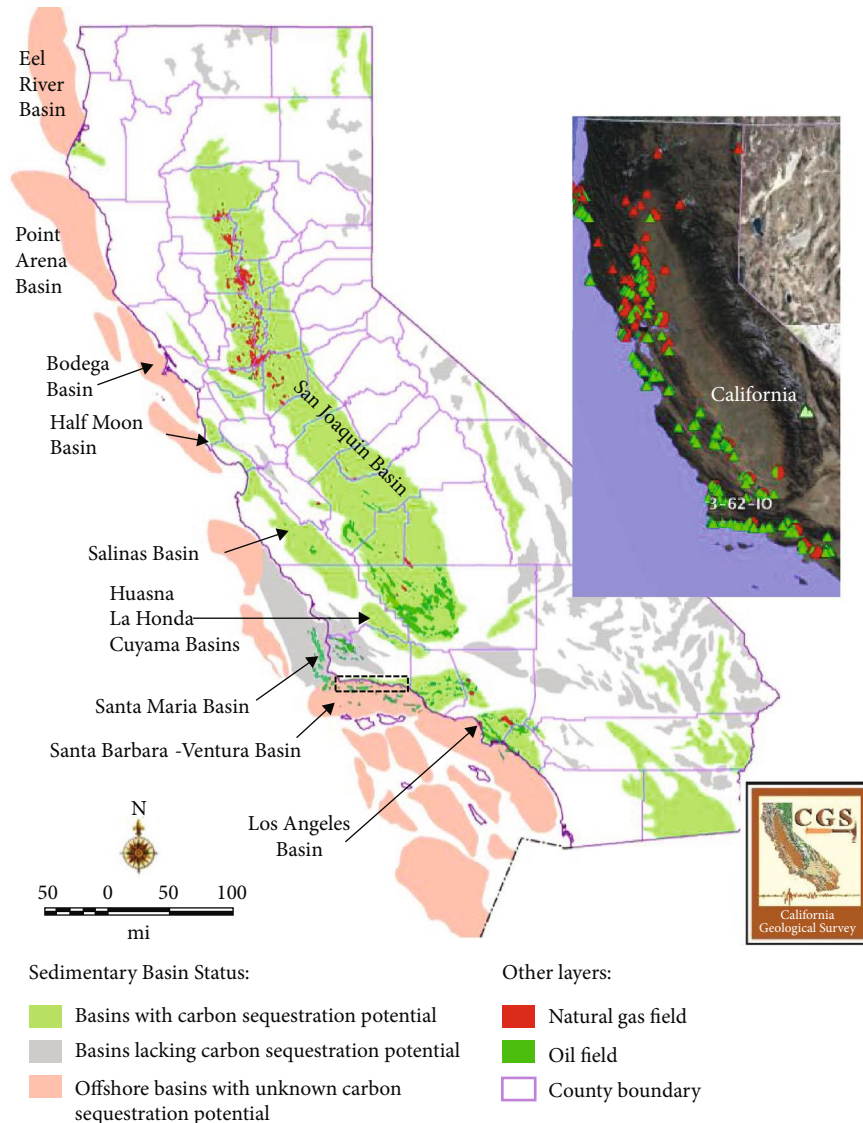 Eel
River
Basin
Point
Arena
Basin
Bodega
Basin
Half Moon
Basin
San Joaquin Basin
California
3-62-10
Salinas Basin
Huasna
La Honda
Cuyama Basins
Santa Maria Basin
Santa Barbara -Ventura Basin
Los Angeles
Basin
N
50 0 50 100
mi
CGS
California
Geological Survey
Sedimentary Basin Status:
Basins with carbon sequestration potential
Basins lacking carbon sequestration potential
Offshore basins with unknown carbon
sequestration potential
Other layers:
Natural gas field
Oil field
County boundary